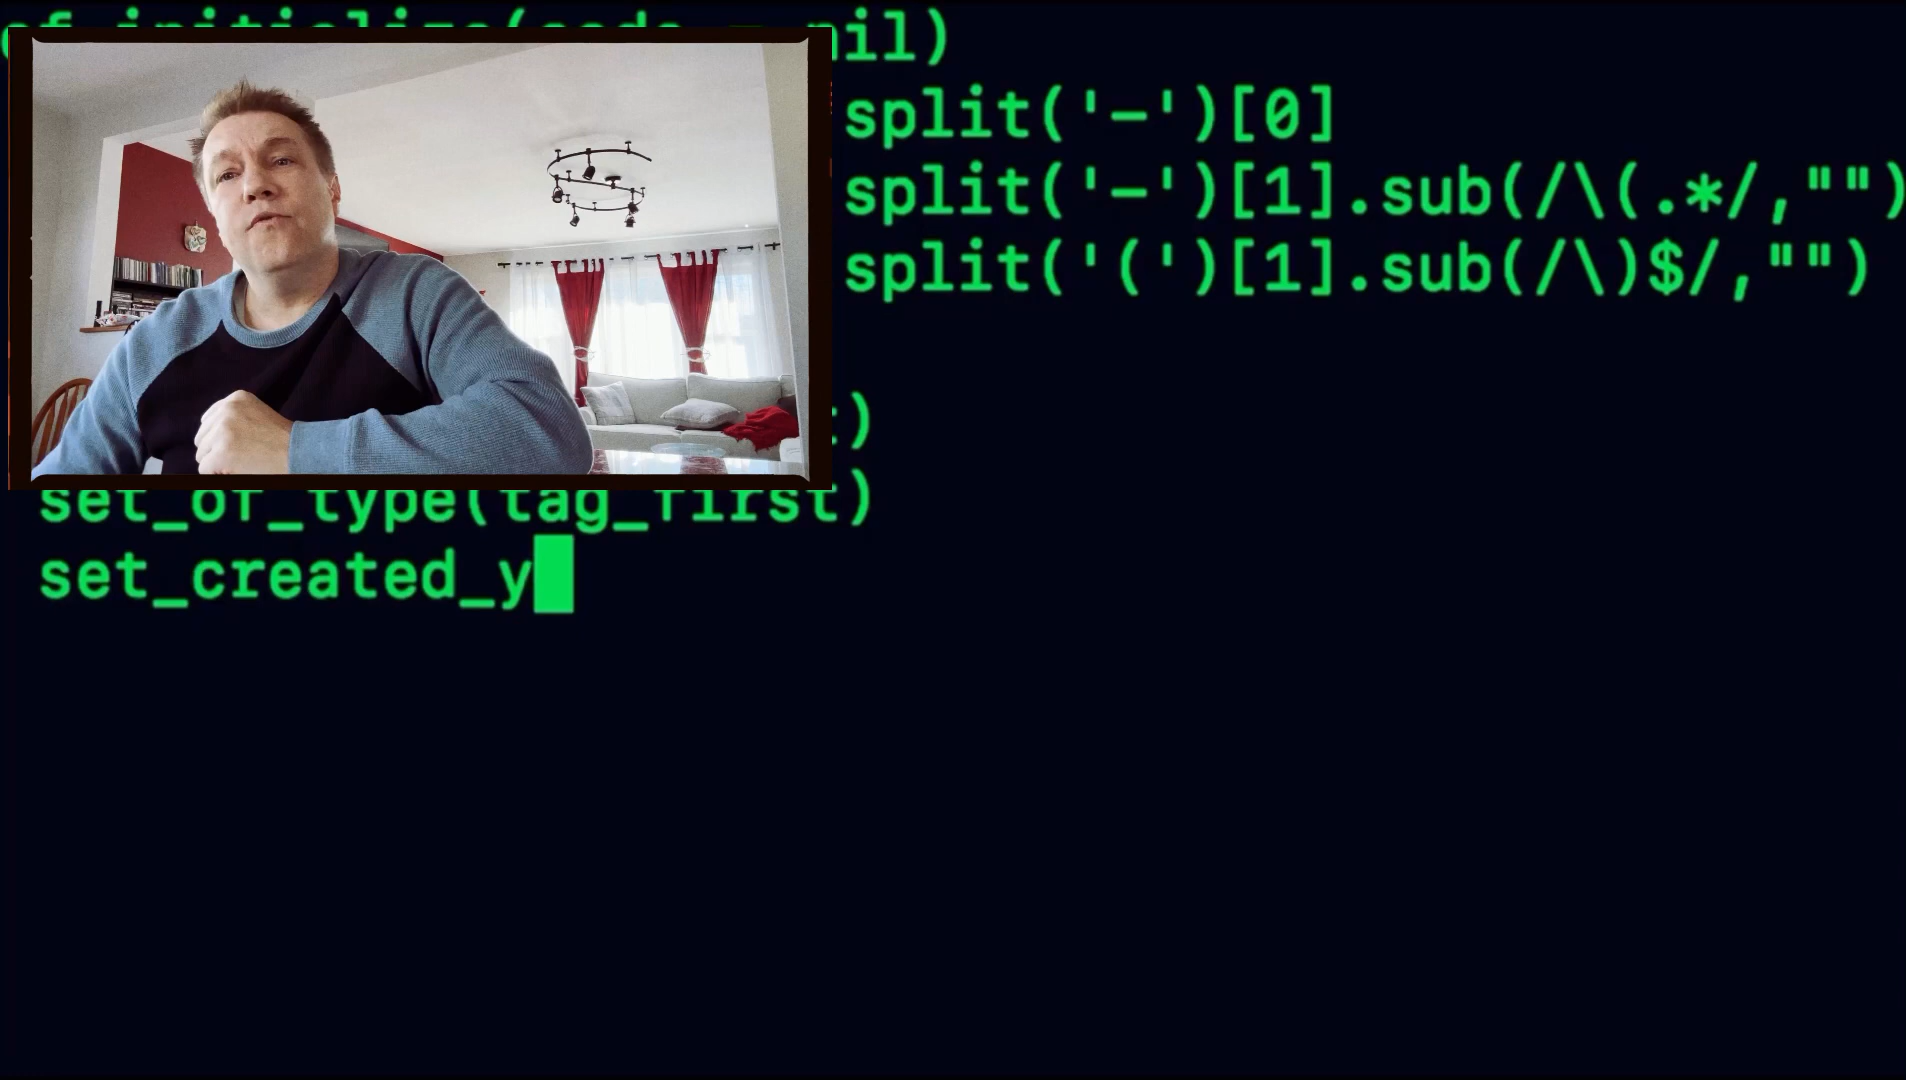 nil)
split('-')[0]
split('-')[1].sub(/\(.*/,"")
split('(')[1].sub(/\)$/,"")
)
set_of_type(tag_first)
set_created_y